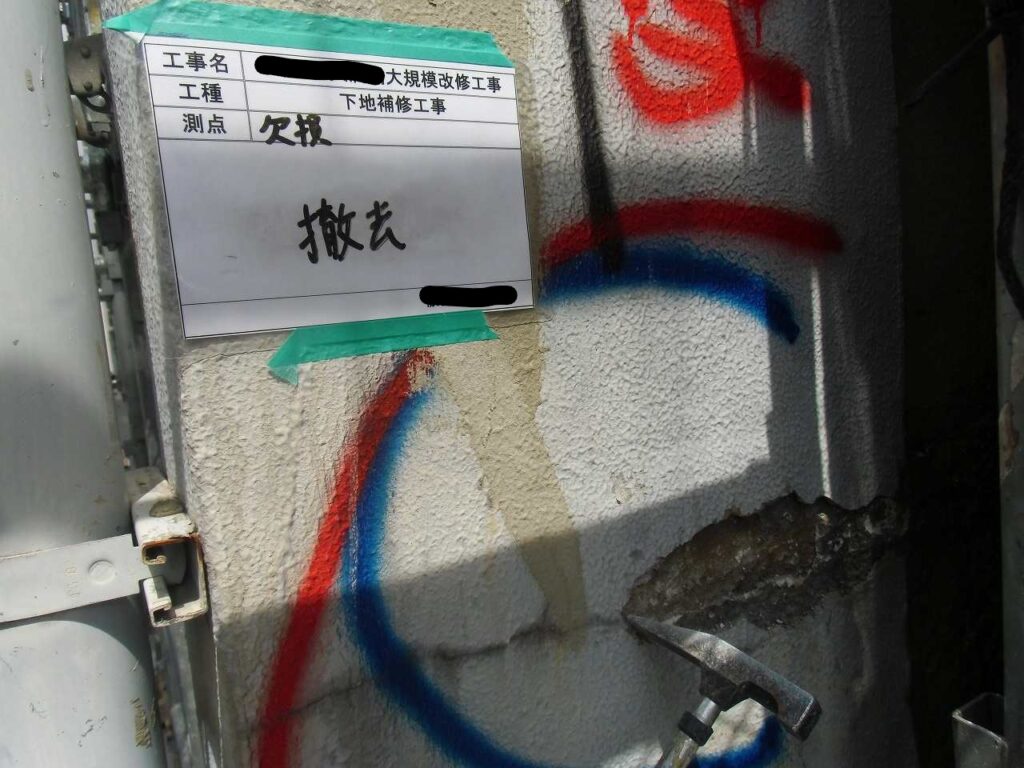 工事名 大規模改修工事
工種 下地補修工事
測点 欠損
撤去